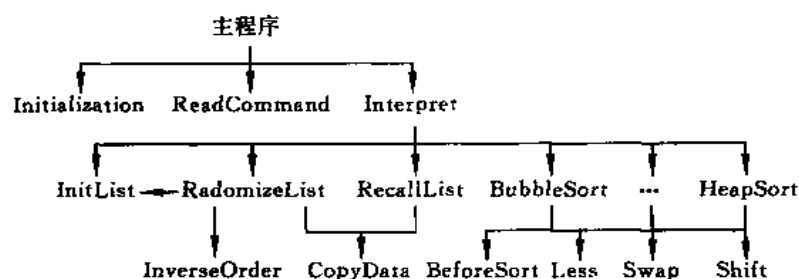 主程序
Initialization ReadCommand Interpret
InitList RadomizeList RecallList BubbleSort … HeapSort
InverseOrder CopyData BeforeSort Less Swap Shift